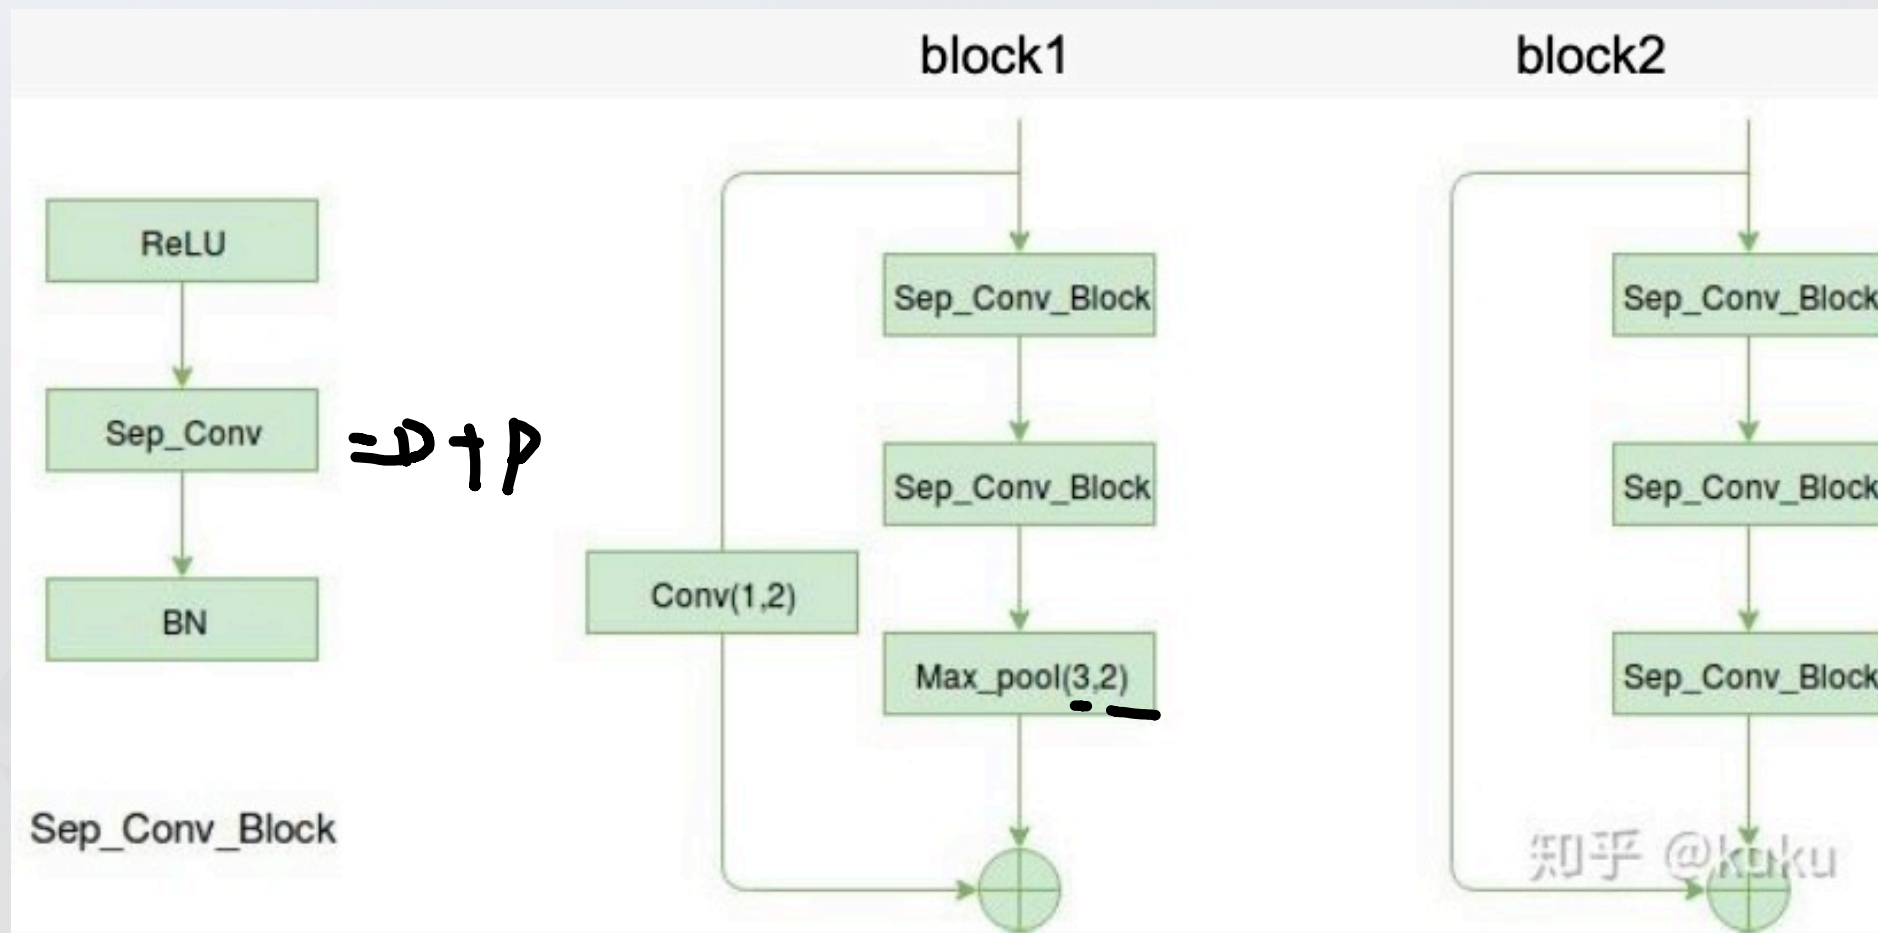 block1
block2
ReLU
Sep_Conv
=D+P
BN
Sep_Conv_Block
Sep_Conv_Block
Sep_Conv_Block
Conv(1,2)
Max_pool(3,2)
Sep_Conv_Block
Sep_Conv_Block
Sep_Conv_Block
知乎 @kuku